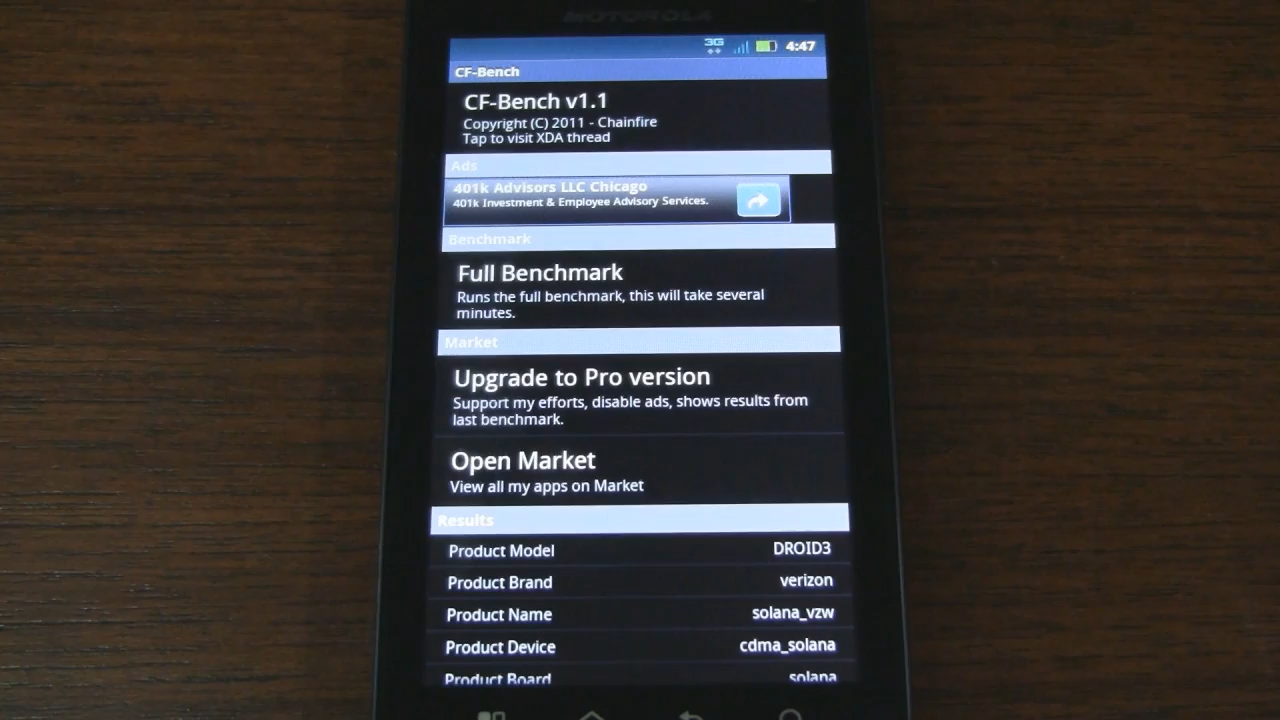 MOTOROLA
3G 4:47
CF-Bench
CF-Bench v1.1
Copyright (C) 2011 - Chainfire
Tap to visit XDA thread
Ads
401k Advisors LLC Chicago
401k Investment & Employee Advisory Services.
Benchmark
Full Benchmark
Runs the full benchmark, this will take several
minutes.
Market
Upgrade to Pro version
Support my efforts, disable ads, shows results from
last benchmark.
Open Market
View all my apps on Market
Results
Product Model DROID3
Product Brand verizon
Product Name solana_vzw
Product Device cdma_solana
Product Board solana